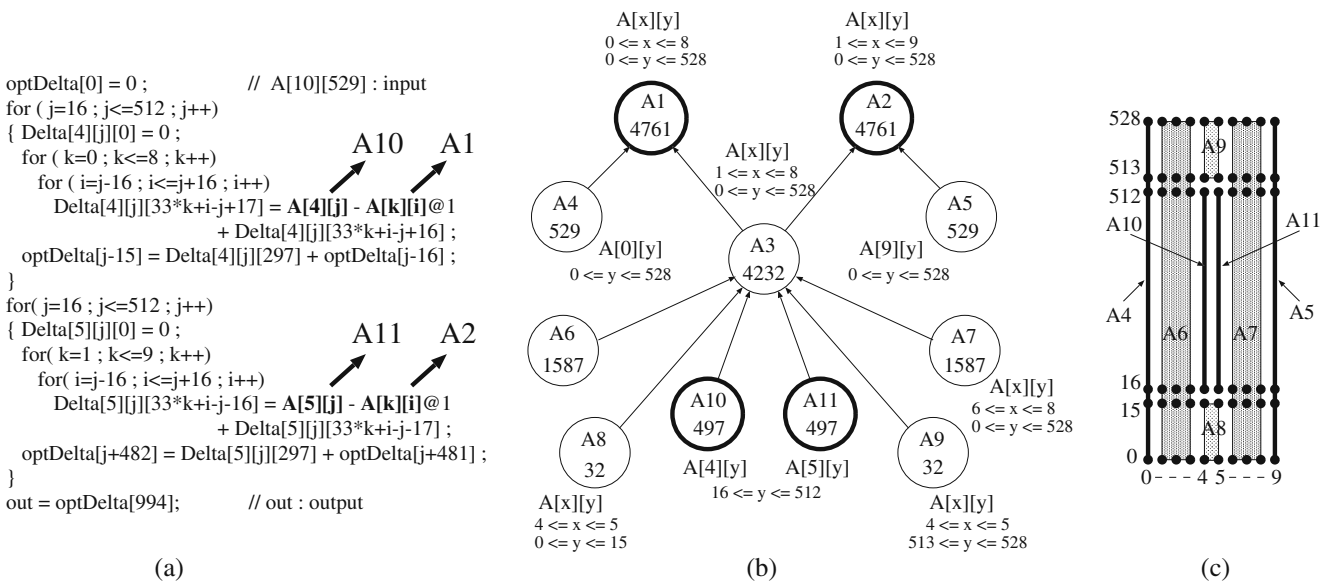 optDelta[0] = 0 ; // A[10][529] : input
for ( j=16 ; j<=512 ; j++)
{ Delta[4][j][0] = 0 ;
for ( k=0 ; k<=8 ; k++)
for ( i=j-16 ; i<=j+16 ; i++)
A10 A1
Delta[4][j][33*k+i-j+17] = A[4][j] - A[k][i]@1
+ Delta[4][j][33*k+i-j+16] ;
optDelta[j-15] = Delta[4][j][297] + optDelta[j-16] ;
}
for( j=16 ; j<=512 ; j++)
{ Delta[5][j][0] = 0 ;
for( k=1 ; k<=9 ; k++)
for( i=j-16 ; i<=j+16 ; i++)
A11 A2
Delta[5][j][33*k+i-j-16] = A[5][j] - A[k][i]@1
+ Delta[5][j][33*k+i-j-17] ;
optDelta[j+482] = Delta[5][j][297] + optDelta[j+481] ;
}
out = optDelta[994]; // out : output
(a)
A[x][y]
0 <= x <= 8
0 <= y <= 528
A1
4761
A[x][y]
1 <= x <= 9
0 <= y <= 528
A2
4761
A[x][y]
1 <= x <= 8
0 <= y <= 528
A4
529
A[0][y]
0 <= y <= 528
A3
4232
A5
529
A[9][y]
0 <= y <= 528
A6
1587
A7
1587
A[x][y]
6 <= x <= 8
0 <= y <= 528
A8
32
A[x][y]
4 <= x <= 5
0 <= y <= 15
A10
497
A[4][y]
A11
497
A[5][y]
16 <= y <= 512
A9
32
A[x][y]
4 <= x <= 5
513 <= y <= 528
(b)
528
A9
513
512
A10
A11
A4
A5
A6
A7
16
15
A8
0
0 - - - 4 5 - - - 9
(c)